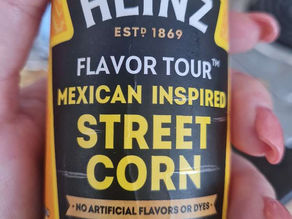 HEINZ
ESTD 1869
FLAVOR TOUR™
MEXICAN INSPIRED
STREET
CORN
• NO ARTIFICIAL FLAVORS OR DYES •